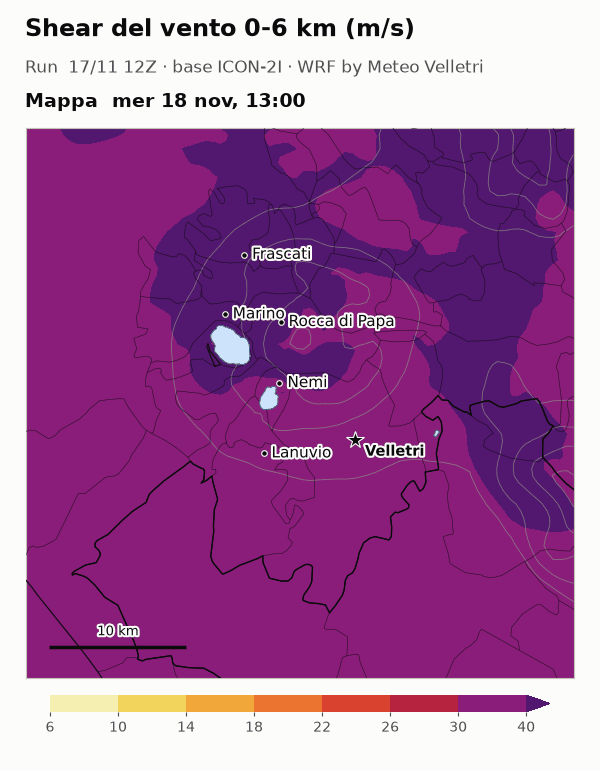 Shear del vento 0-6 km (m/s)
Run  17/11 12Z · base ICON-2I · WRF by Meteo Velletri
Mappa  mer 18 nov, 13:00
Frascati
Marino
Rocca di Papa
Nemi
Velletri
Lanuvio
10 km
6 10 14 18 22 26 30 40